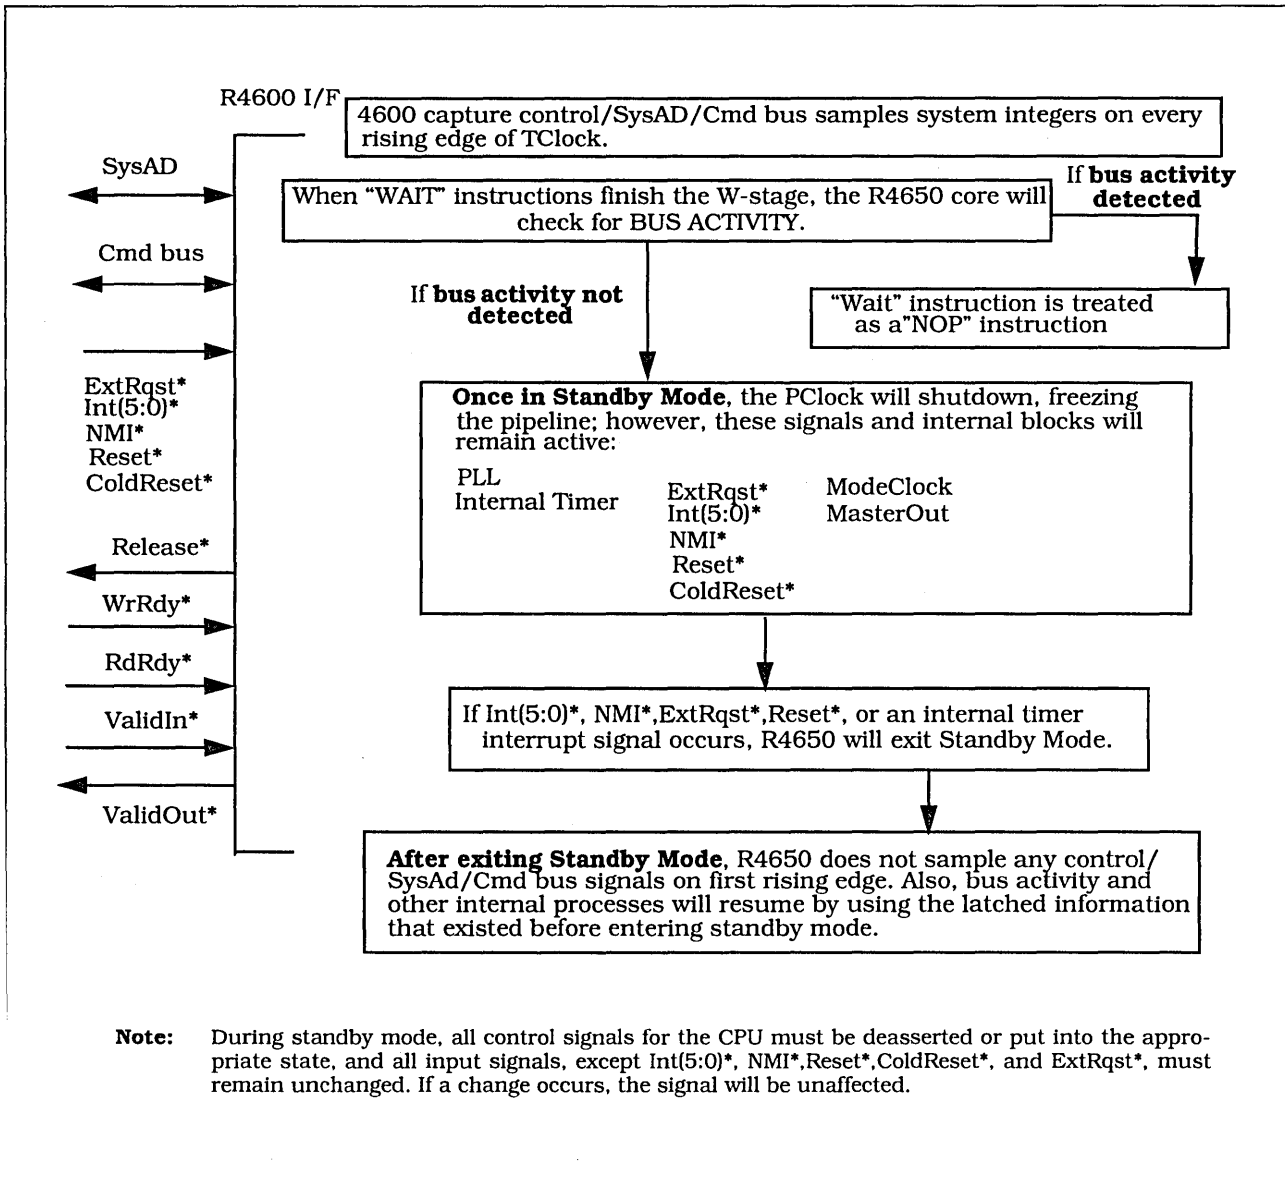 R4600 I/F
4600 capture control/SysAD/Cmd bus samples system integers on every
rising edge of TClock.
SysAD
When "WAIT" instructions finish the W-stage, the R4650 core will
check for BUS ACTIVITY.
If bus activity
detected
Cmd bus
If bus activity not
detected
"Wait" instruction is treated
as a"NOP" instruction
ExtRqst*
Int(5:0)*
NMI*
Reset*
ColdReset*
Once in Standby Mode, the PClock will shutdown, freezing
the pipeline; however, these signals and internal blocks will
remain active:
PLL
Internal Timer
ExtRqst*
Int(5:0)*
NMI*
Reset*
ColdReset*
ModeClock
MasterOut
Release*
WrRdy*
RdRdy*
ValidIn*
ValidOut*
If Int(5:0)*, NMI*,ExtRqst*,Reset*, or an internal timer
interrupt signal occurs, R4650 will exit Standby Mode.
After exiting Standby Mode, R4650 does not sample any control/
SysAd/Cmd bus signals on first rising edge. Also, bus activity and
other internal processes will resume by using the latched information
that existed before entering standby mode.
Note: During standby mode, all control signals for the CPU must be deasserted or put into the appro-
priate state, and all input signals, except Int(5:0)*, NMI*,Reset*,ColdReset*, and ExtRqst*, must
remain unchanged. If a change occurs, the signal will be unaffected.